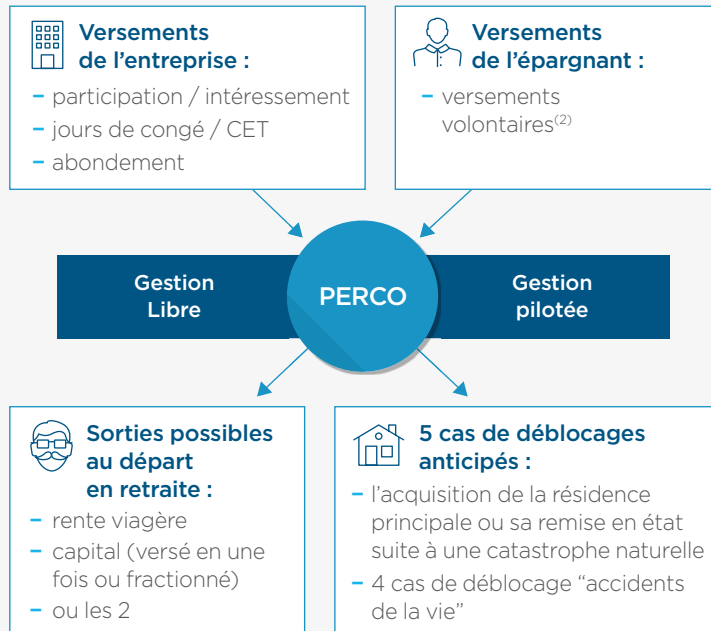 Versements
de l'entreprise :
– participation / intéressement
– jours de congé / CET
– abondement
Versements
de l'épargnant :
– versements
volontaires(2)
Gestion
Libre
PERCO
Gestion
pilotée
Sorties possibles
au départ
en retraite :
– rente viagère
– capital (versé en une
fois ou fractionné)
– ou les 2
5 cas de déblocages
anticipés :
– l'acquisition de la résidence
principale ou sa remise en état
suite à une catastrophe naturelle
– 4 cas de déblocage “accidents
de la vie”